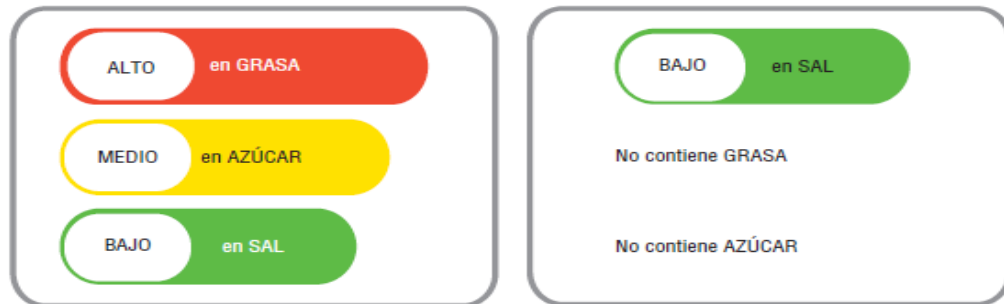 ALTO en GRASA
MEDIO en AZÚCAR
BAJO en SAL
BAJO en SAL
No contiene GRASA
No contiene AZÚCAR